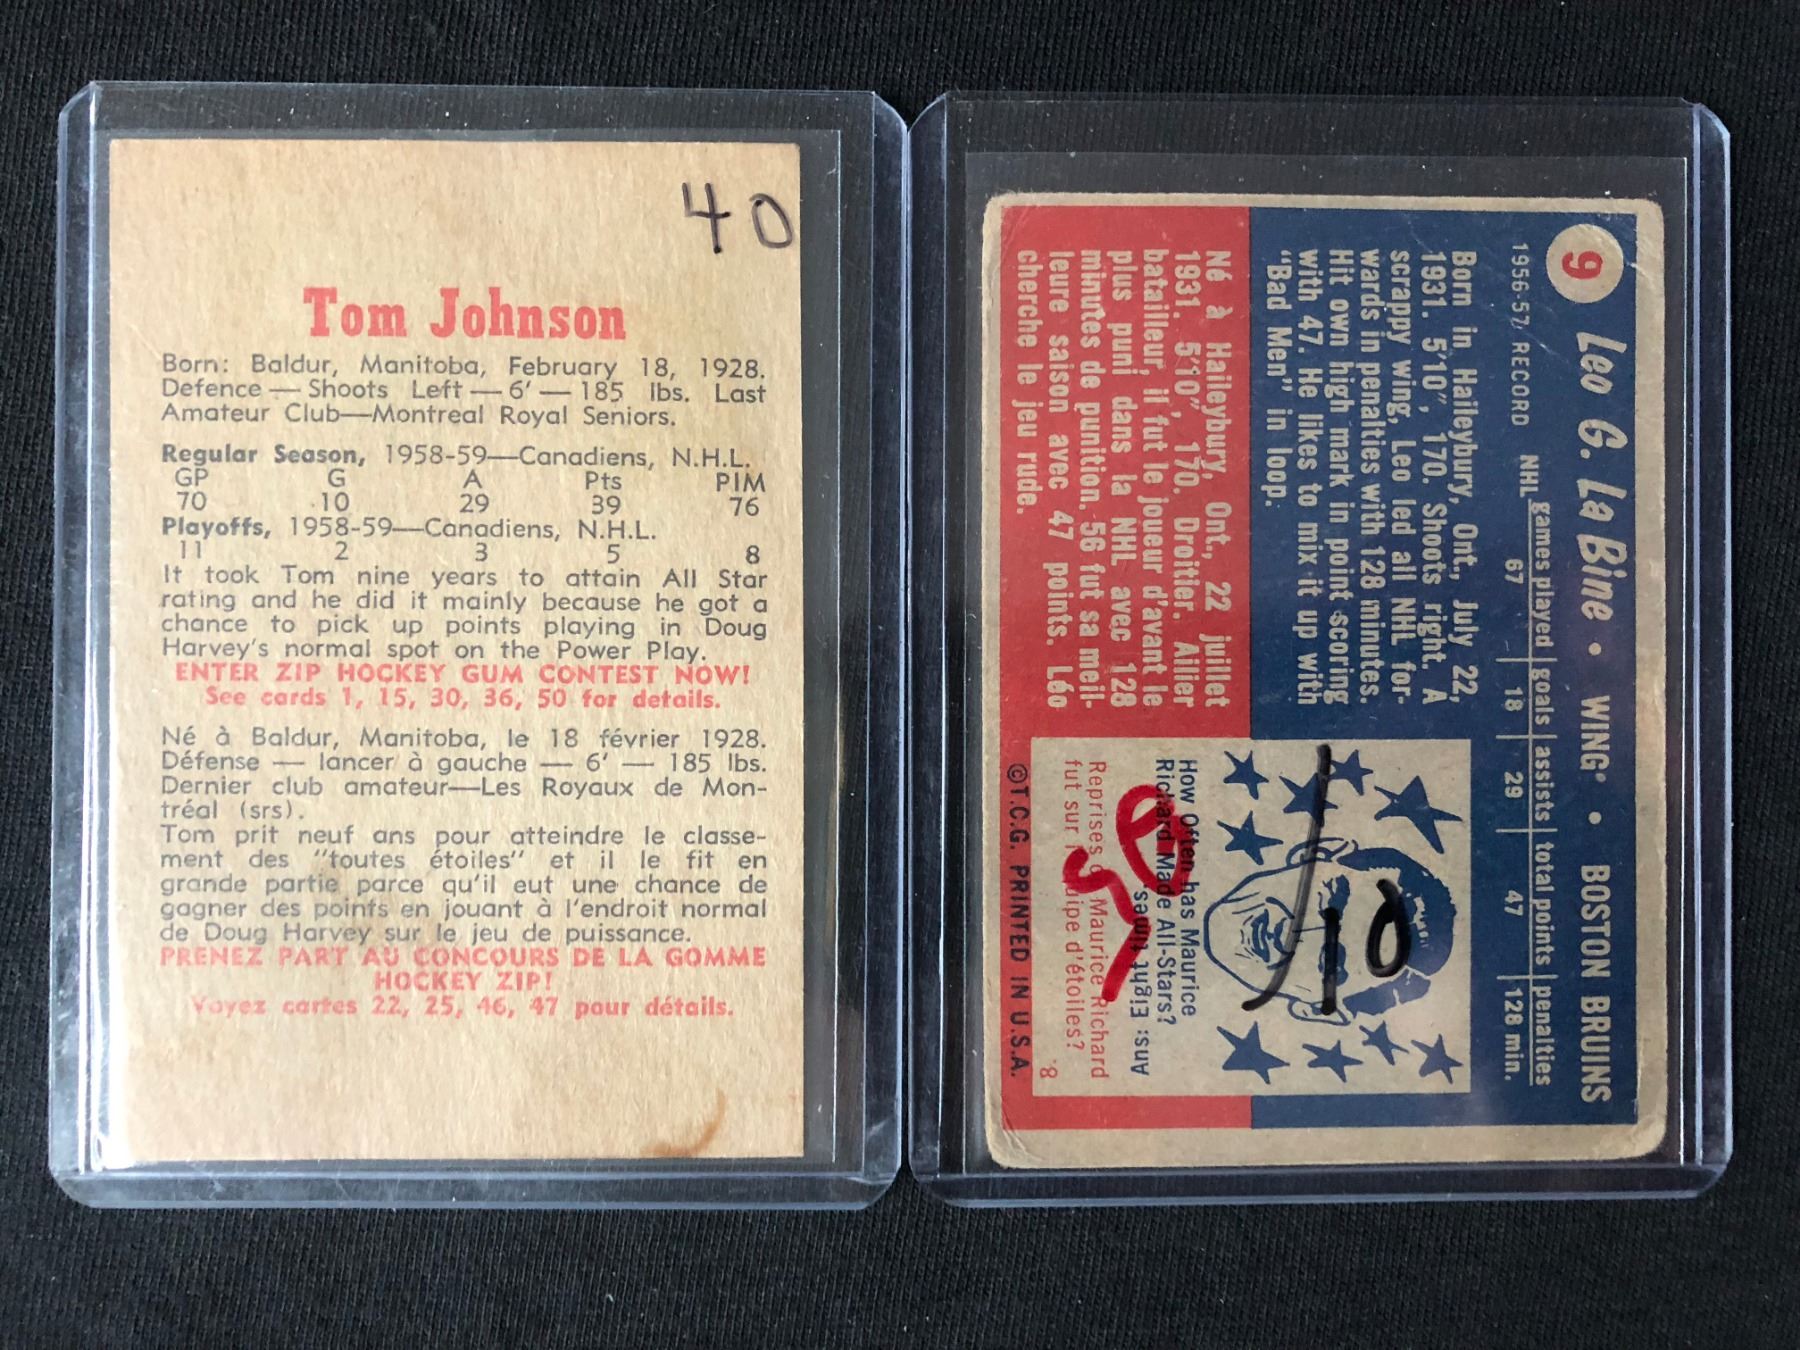 40
Tom Johnson
Born: Baldur, Manitoba, February 18, 1928.
Defence — Shoots Left — 6' — 185 lbs. Last
Amateur Club—Montreal Royal Seniors.
Regular Season, 1958-59—Canadiens, N.H.L.
GP G A Pts PIM
70 10 29 39 76
Playoffs, 1958-59—Canadiens, N.H.L.
11 2 3 5 8
It took Tom nine years to attain All Star
rating and he did it mainly because he got a
chance to pick up points playing in Doug
Harvey's normal spot on the Power Play.
ENTER ZIP HOCKEY GUM CONTEST NOW!
See cards 1, 15, 30, 36, 50 for details.
Né à Baldur, Manitoba, le 18 février 1928.
Défense — lancer à gauche — 6' — 185 lbs.
Dernier club amateur—Les Royaux de Mon-
tréal (srs).
Tom prit neuf ans pour atteindre le classe-
ment des "toutes étoiles" et il le fit en
grande partie parce qu'il eut une chance de
gagner des points en jouant à l'endroit normal
de Doug Harvey sur le jeu de puissance.
PRENEZ PART AU CONCOURS DE LA GOMME
HOCKEY ZIP!
Voyez cartes 22, 25, 46, 47 pour détails.
9 Leo G. La Bine • WING • BOSTON BRUINS
1956-57 RECORD games played goals assists total points penalties
NHL 67 18 29 47 128 min.
Born in Haileybury, Ont., July 22,
1931. 5'10", 170. Shoots right. A
scrappy wing, Leo led all NHL for-
wards in penalties with 128 minutes.
Hit own high mark in point scoring
with 47. He likes to mix it up with
"Bad Men" in loop.
Né à Haileybury, Ont., 22 juillet
1931. 5'10", 170. Droitier. Ailier
batailleur, il fut le joueur d'avant le
plus puni dans la NHL avec 128
minutes de punition. 56 fut sa meil-
leure saison avec 47 points. Léo
cherche le jeu rude.
How Often has Maurice
Richard Made All-Stars?
Ans: Eight times.
Reprises Maurice Richard
fut sur d'étoiles?
8
©T.C.G. PRINTED IN U.S.A.